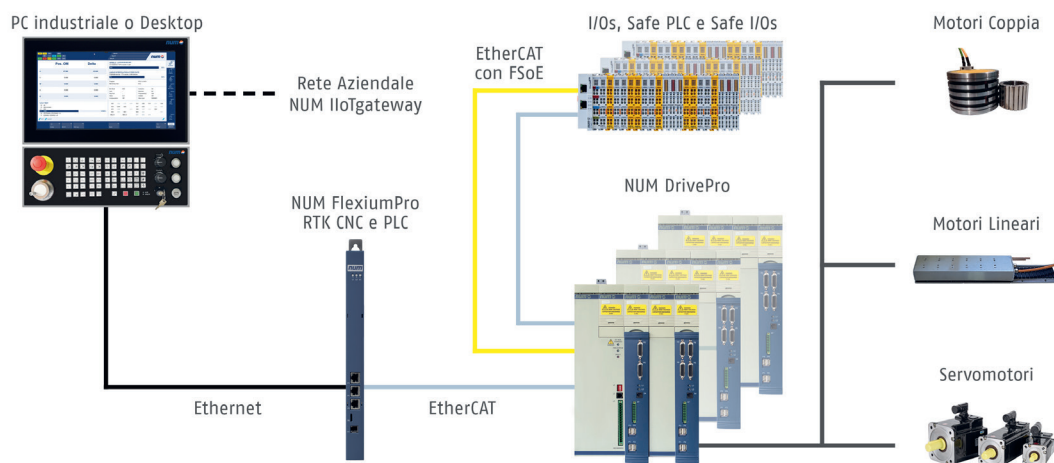 PC industriale o Desktop
I/Os, Safe PLC e Safe I/Os
Motori Coppia
EtherCAT
con FSoE
Rete Aziendale
NUM IIoTgateway
NUM DrivePro
NUM FlexiumPro
RTK CNC e PLC
Motori Lineari
Servomotori
Ethernet
EtherCAT